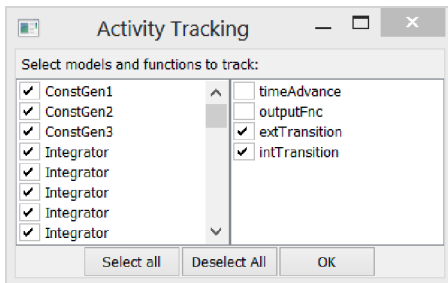 Activity Tracking
Select models and functions to track:
ConstGen1
ConstGen2
ConstGen3
Integrator
Integrator
Integrator
Integrator
Integrator
timeAdvance
outputFnc
extTransition
intTransition
Select all
Deselect All
OK